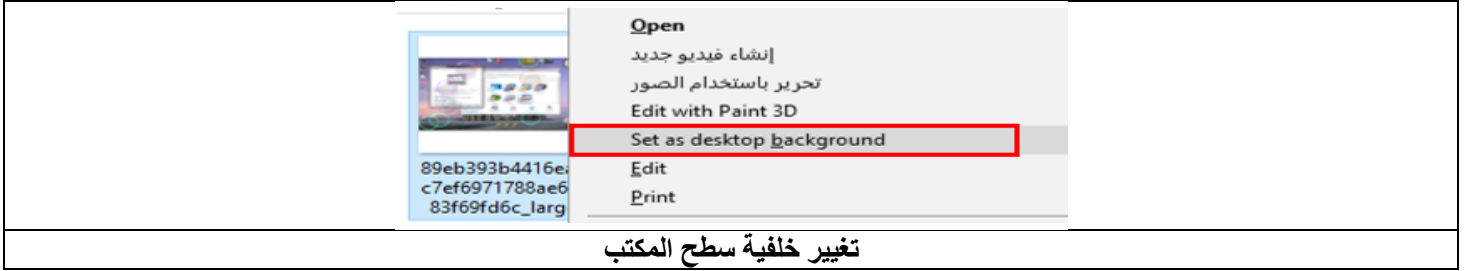 Open
إنشاء فيديو جديد
تحرير باستخدام الصور
Edit with Paint 3D
Set as desktop background
Edit
Print
89eb393b4416ea
c7ef6971788ae6
83f69fd6c_larg
تغيير خلفية سطح المكتب